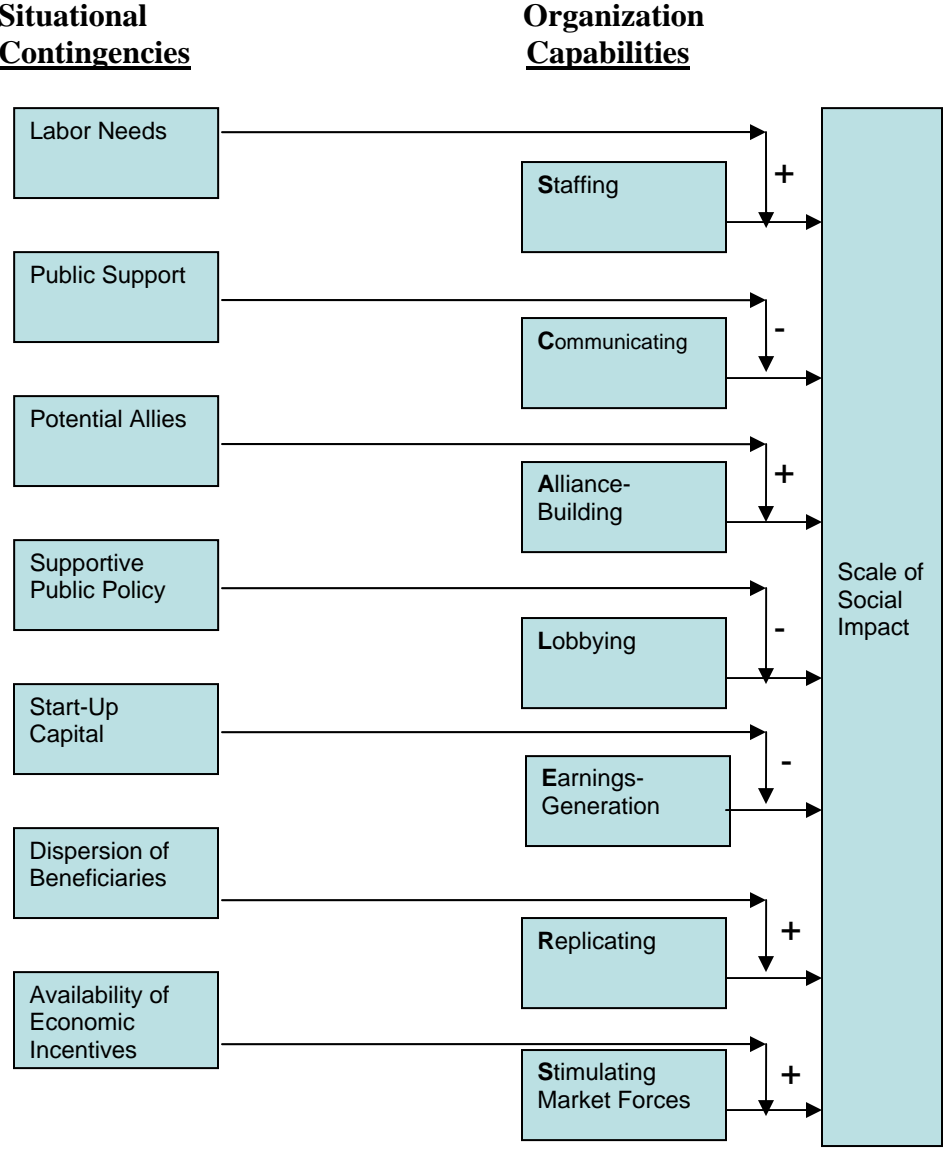 Situational
Contingencies
Organization
Capabilities
Labor Needs
Staffing
+
Public Support
Communicating
-
Potential Allies
Alliance-
Building
+
Supportive
Public Policy
Lobbying
-
Start-Up
Capital
Earnings-
Generation
-
Dispersion of
Beneficiaries
Replicating
+
Availability of
Economic
Incentives
Stimulating
Market Forces
+
Scale of
Social
Impact